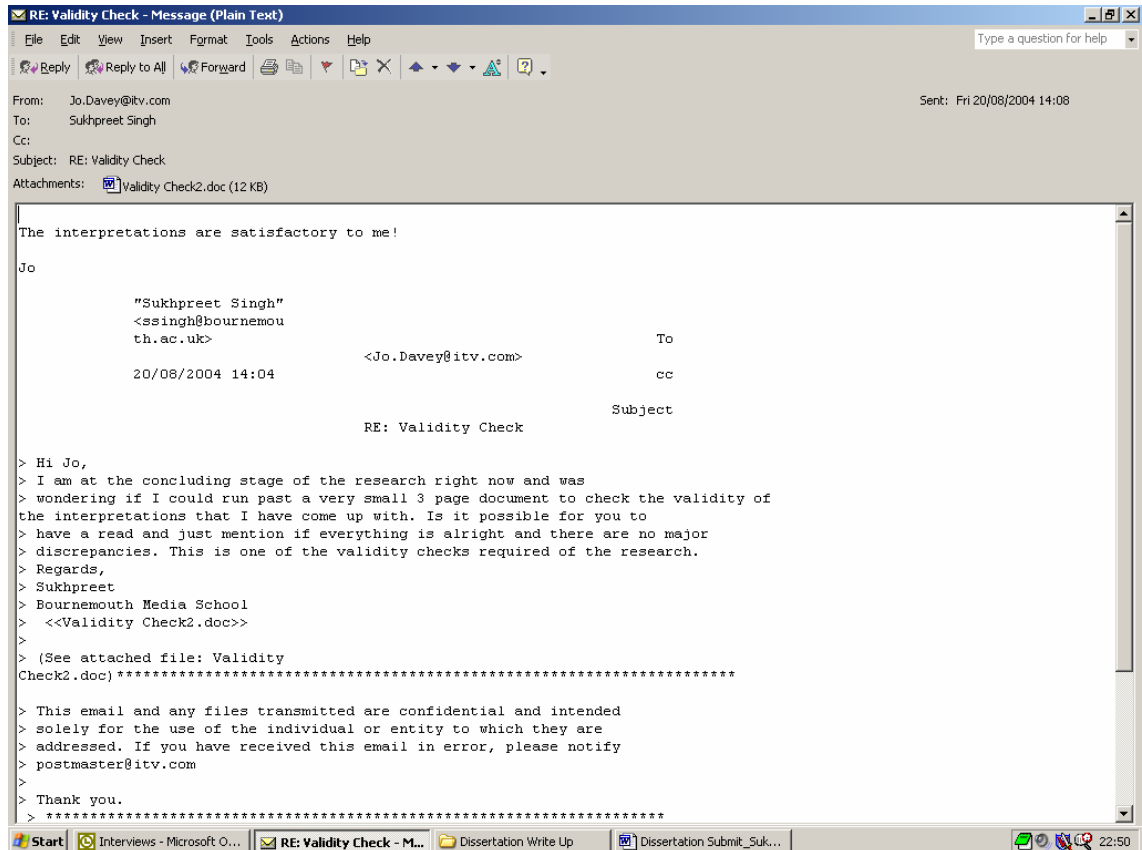 RE: Validity Check - Message (Plain Text)
File Edit View Insert Format Tools Actions Help Type a question for help
Reply Reply to All Forward
From: Jo.Davey@itv.com Sent: Fri 20/08/2004 14:08
To: Sukhpreet Singh
Cc:
Subject: RE: Validity Check
Attachments: Validity Check2.doc (12 KB)
The interpretations are satisfactory to me!
Jo
"Sukhpreet Singh"
<ssingh@bournemou
th.ac.uk> To
<Jo.Davey@itv.com>
20/08/2004 14:04 cc
Subject
RE: Validity Check
> Hi Jo,
> I am at the concluding stage of the research right now and was
> wondering if I could run past a very small 3 page document to check the validity of
the interpretations that I have come up with. Is it possible for you to
> have a read and just mention if everything is alright and there are no major
> discrepancies. This is one of the validity checks required of the research.
> Regards,
> Sukhpreet
> Bournemouth Media School
> <<Validity Check2.doc>>
>
> (See attached file: Validity
Check2.doc)**********************************************************************
> This email and any files transmitted are confidential and intended
> solely for the use of the individual or entity to which they are
> addressed. If you have received this email in error, please notify
> postmaster@itv.com
>
> Thank you.
> **********************************************************************
Start Interviews - Microsoft O... RE: Validity Check - M... Dissertation Write Up Dissertation Submit_Suk... 22:50